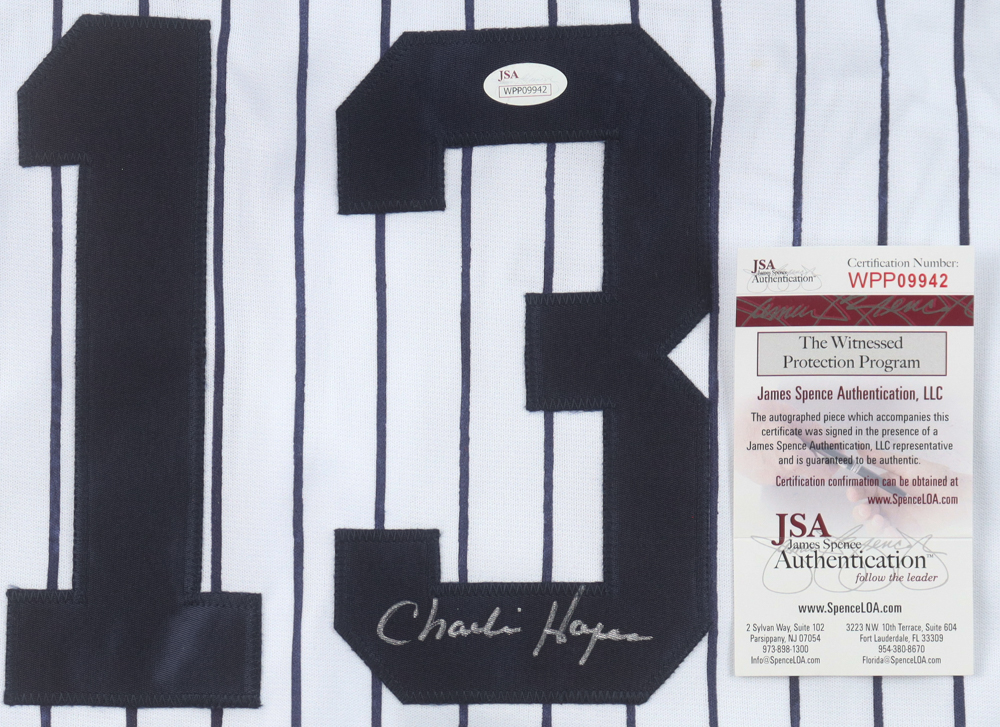 13
JSA
WPP09942
Charlie Hayes
JSA
James Spence
Authentication
Certification Number:
WPP09942
The Witnessed
Protection Program
James Spence Authentication, LLC
The autographed piece which accompanies this
certificate was signed in the presence of a
James Spence Authentication, LLC representative
and is guaranteed to be authentic.
Certification confirmation can be obtained at
www.SpenceLOA.com
JSA
James Spence
Authentication™
follow the leader
www.SpenceLOA.com
2 Sylvan Way, Suite 102
Parsippany, NJ 07054
973-898-1300
Info@SpenceLOA.com
3223 N.W. 10th Terrace, Suite 604
Fort Lauderdale, FL 33309
954-380-8670
Florida@SpenceLOA.com